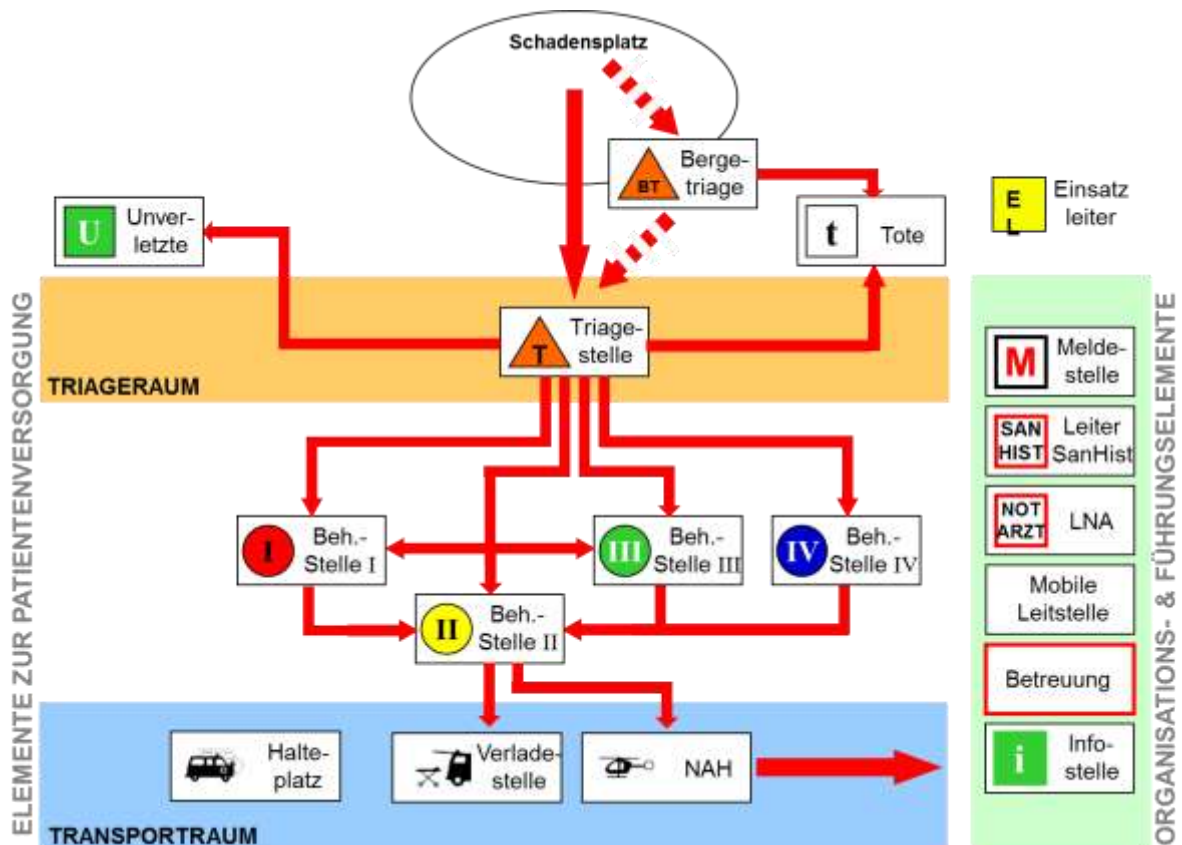 Schadensplatz
BT
Berge-
triage
U
Unver-
letzte
t
Tote
E
L
Einsatz
leiter
T
Triage-
stelle
TRIAGERAUM
I
Beh.-
Stelle I
III
Beh.-
Stelle III
IV
Beh.-
Stelle IV
II
Beh.-
Stelle II
Halte-
platz
Verlade-
stelle
NAH
TRANSPORTRAUM
ELEMENTE ZUR PATIENTENVERSORGUNG
M
Melde-
stelle
SAN
HIST
Leiter
SanHist
NOT
ARZT
LNA
Mobile
Leitstelle
Betreuung
i
Info-
stelle
ORGANISATIONS- & FÜHRUNGSELEMENTE